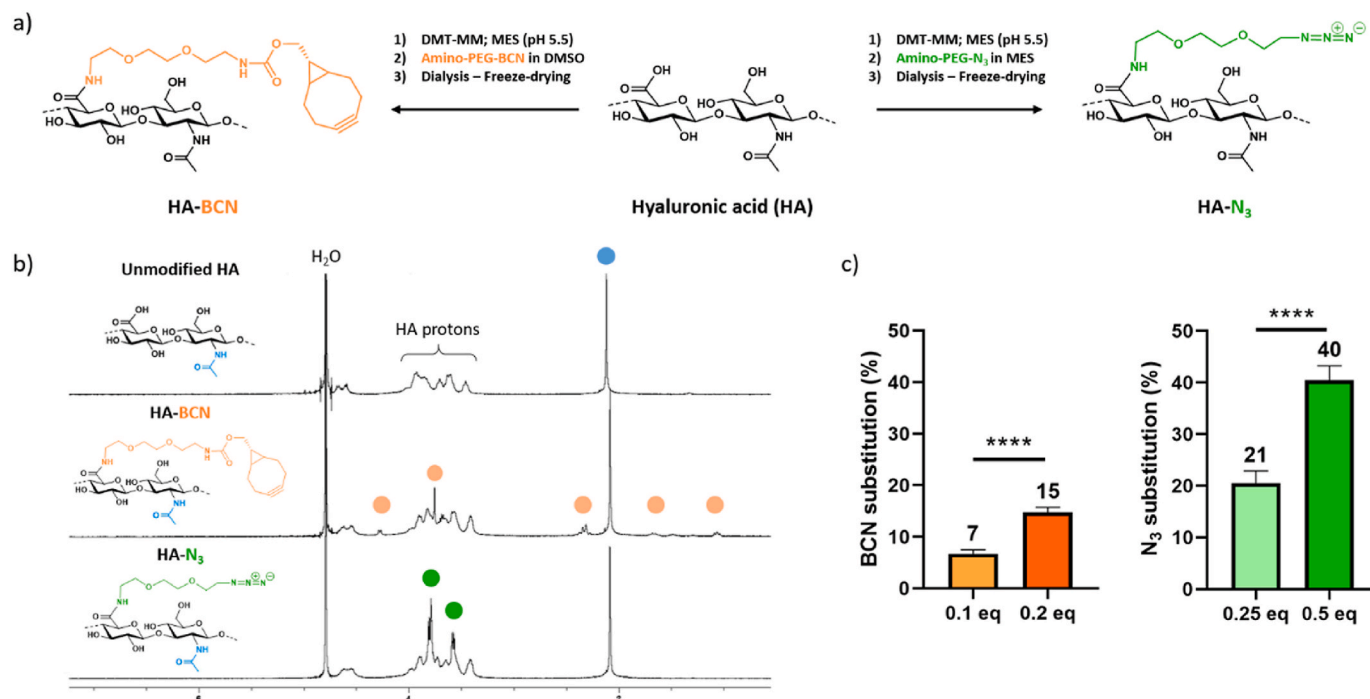 a)
1) DMT-MM; MES (pH 5.5)
2) Amino-PEG-BCN in DMSO
3) Dialysis – Freeze-drying
1) DMT-MM; MES (pH 5.5)
2) Amino-PEG-N₃ in MES
3) Dialysis – Freeze-drying
HA-BCN
Hyaluronic acid (HA)
HA-N₃
b)
Unmodified HA
H₂O
HA protons
HA-BCN
HA-N₃
c)
BCN substitution (%)
50
40
30
20
10
0
****
7
15
0.1 eq
0.2 eq
N₃ substitution (%)
50
40
30
20
10
0
****
21
40
0.25 eq
0.5 eq